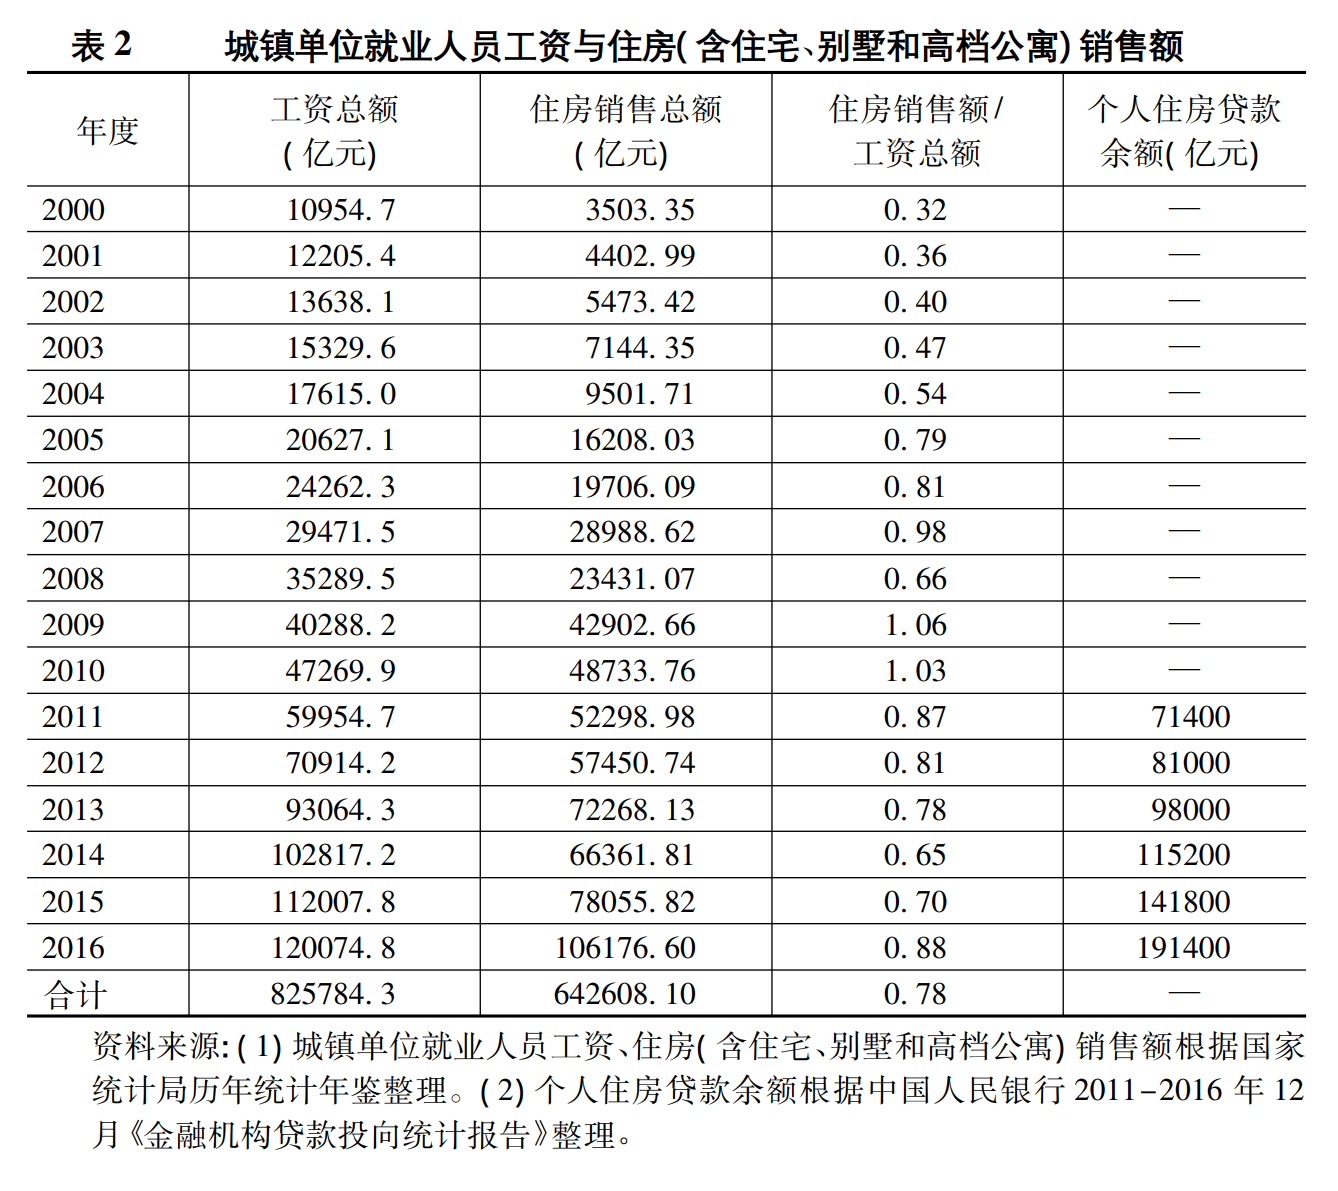 表2 城镇单位就业人员工资与住房(含住宅、别墅和高档公寓)销售额
年度 工资总额(亿元) 住房销售总额(亿元) 住房销售额/工资总额 个人住房贷款余额(亿元)
2000 10954.7 3503.35 0.32 —
2001 12205.4 4402.99 0.36 —
2002 13638.1 5473.42 0.40 —
2003 15329.6 7144.35 0.47 —
2004 17615.0 9501.71 0.54 —
2005 20627.1 16208.03 0.79 —
2006 24262.3 19706.09 0.81 —
2007 29471.5 28988.62 0.98 —
2008 35289.5 23431.07 0.66 —
2009 40288.2 42902.66 1.06 —
2010 47269.9 48733.76 1.03 —
2011 59954.7 52298.98 0.87 71400
2012 70914.2 57450.74 0.81 81000
2013 93064.3 72268.13 0.78 98000
2014 102817.2 66361.81 0.65 115200
2015 112007.8 78055.82 0.70 141800
2016 120074.8 106176.60 0.88 191400
合计 825784.3 642608.10 0.78 —
资料来源:(1)城镇单位就业人员工资、住房(含住宅、别墅和高档公寓)销售额根据国家
统计局历年统计年鉴整理。(2)个人住房贷款余额根据中国人民银行2011-2016年12
月《金融机构贷款投向统计报告》整理。